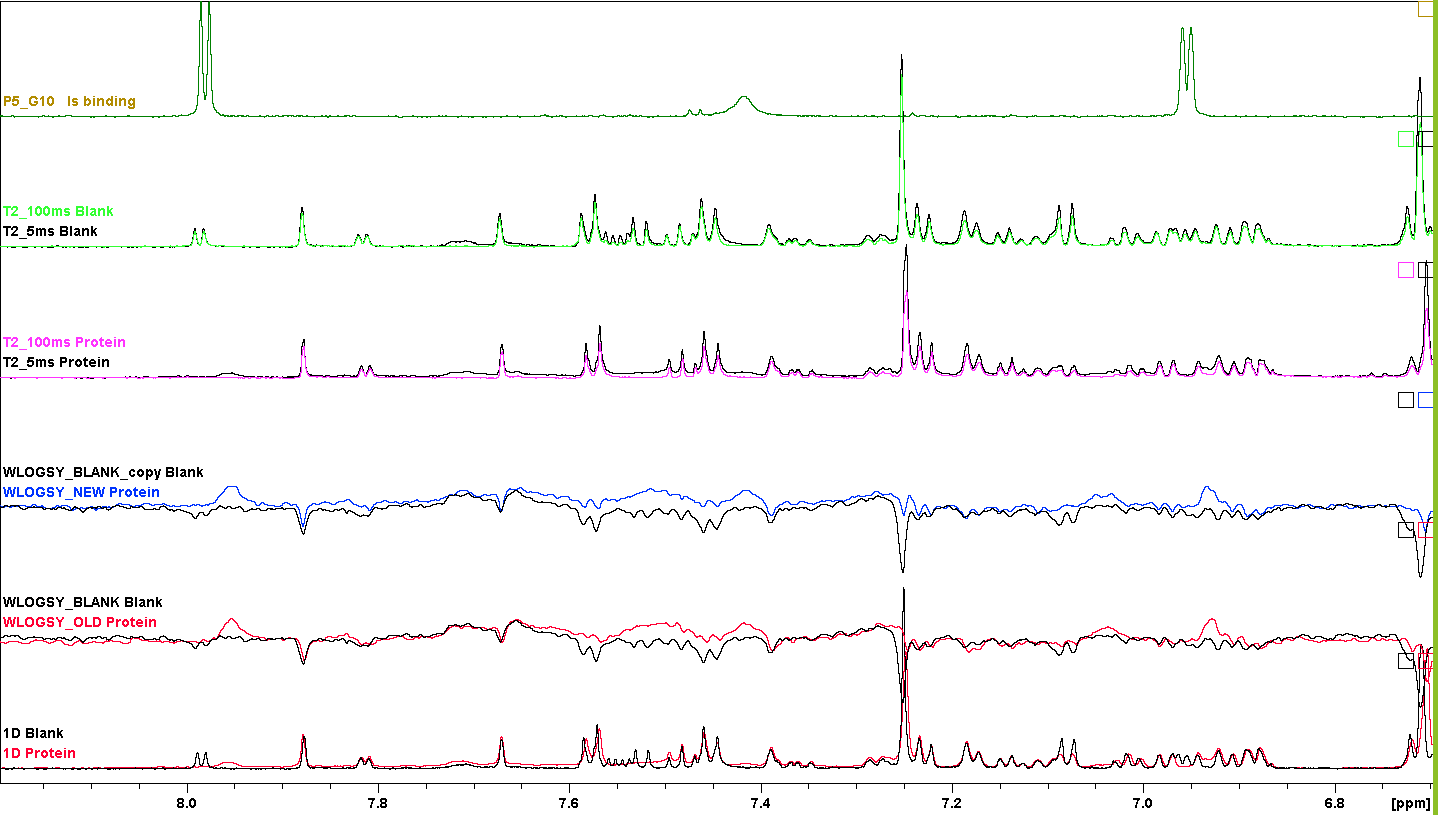 P5_G10 Is binding
T2_100ms Blank
T2_5ms Blank
T2_100ms Protein
T2_5ms Protein
WLOGSY_BLANK_copy Blank
WLOGSY_NEW Protein
WLOGSY_BLANK Blank
WLOGSY_OLD Protein
1D Blank
1D Protein
8.0 7.8 7.6 7.4 7.2 7.0 6.8 [ppm]